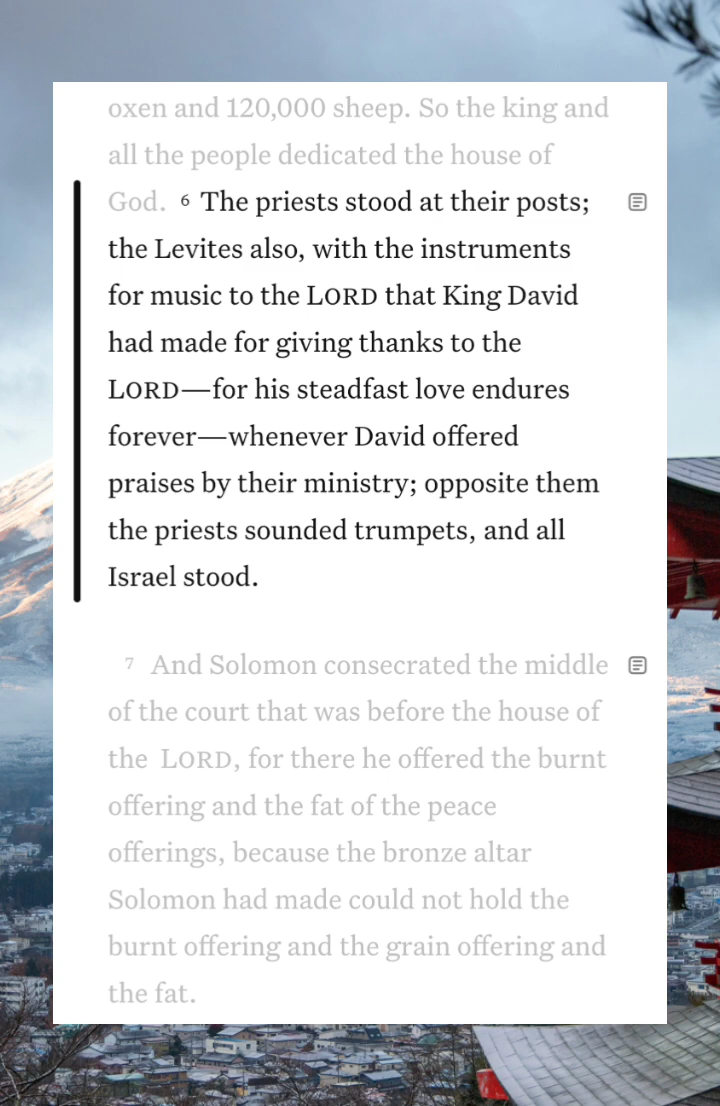 oxen and 120,000 sheep. So the king and
all the people dedicated the house of
God. 6 The priests stood at their posts;
the Levites also, with the instruments
for music to the LORD that King David
had made for giving thanks to the
LORD—for his steadfast love endures
forever—whenever David offered
praises by their ministry; opposite them
the priests sounded trumpets, and all
Israel stood.
7 And Solomon consecrated the middle
of the court that was before the house of
the LORD, for there he offered the burnt
offering and the fat of the peace
offerings, because the bronze altar
Solomon had made could not hold the
burnt offering and the grain offering and
the fat.